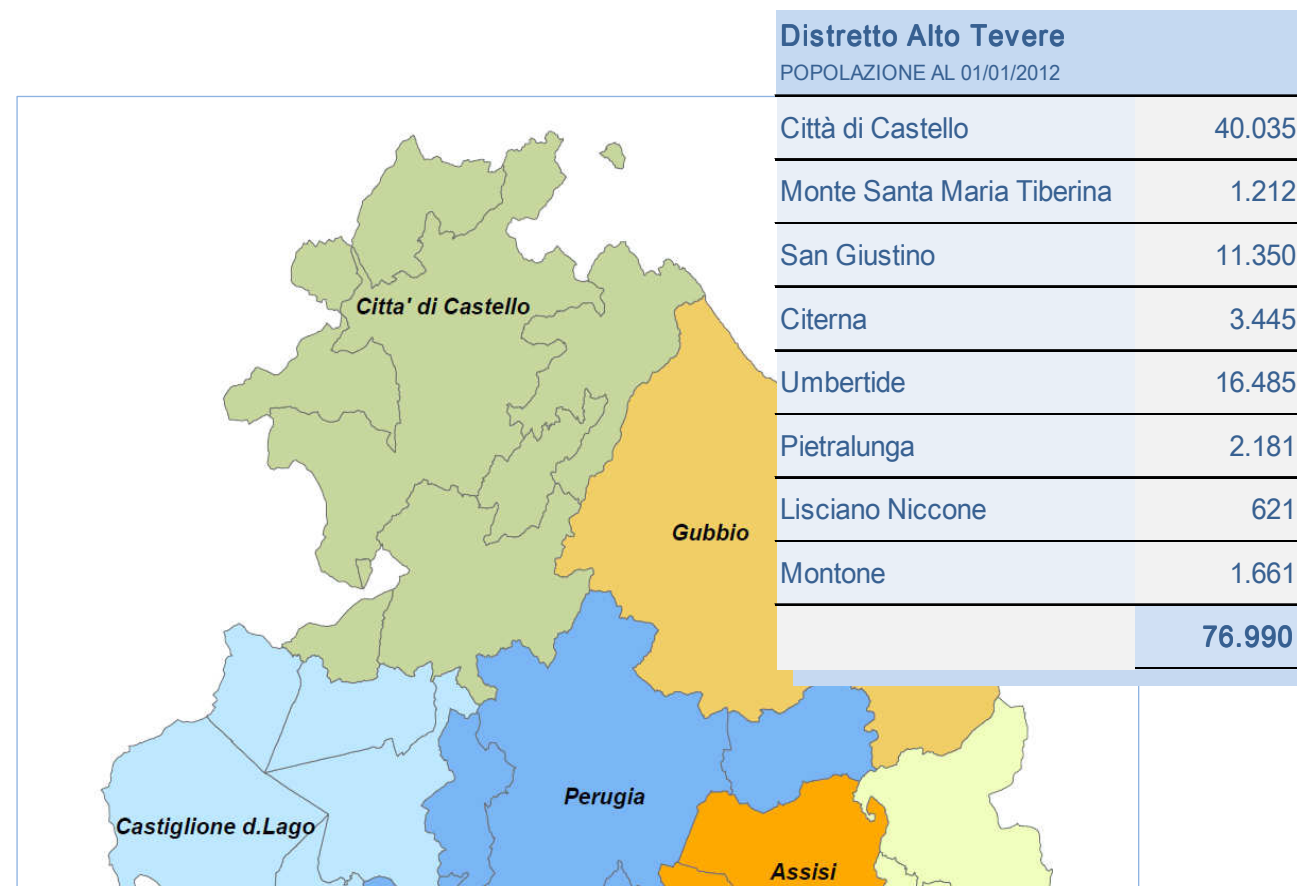 Distretto Alto Tevere
POPOLAZIONE AL 01/01/2012
Città di Castello 40.035
Monte Santa Maria Tiberina 1.212
San Giustino 11.350
Citerna 3.445
Umbertide 16.485
Pietralunga 2.181
Lisciano Niccone 621
Montone 1.661
76.990
Citta' di Castello
Gubbio
Perugia
Castiglione d.Lago
Assisi